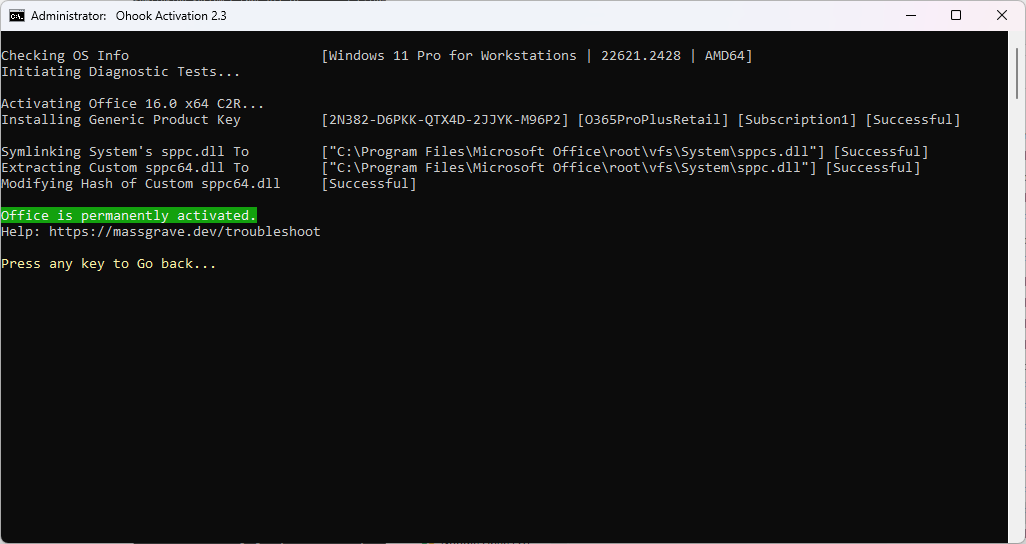 Administrator: Ohook Activation 2.3
Checking OS Info [Windows 11 Pro for Workstations | 22621.2428 | AMD64]
Initiating Diagnostic Tests...
Activating Office 16.0 x64 C2R...
Installing Generic Product Key [2N382-D6PKK-QTX4D-2JJYK-M96P2] [O365ProPlusRetail] [Subscription1] [Successful]
Symlinking System's sppc.dll To ["C:\Program Files\Microsoft Office\root\vfs\System\sppcs.dll"] [Successful]
Extracting Custom sppc64.dll To ["C:\Program Files\Microsoft Office\root\vfs\System\sppc.dll"] [Successful]
Modifying Hash of Custom sppc64.dll [Successful]
Office is permanently activated.
Help: https://massgrave.dev/troubleshoot
Press any key to Go back...